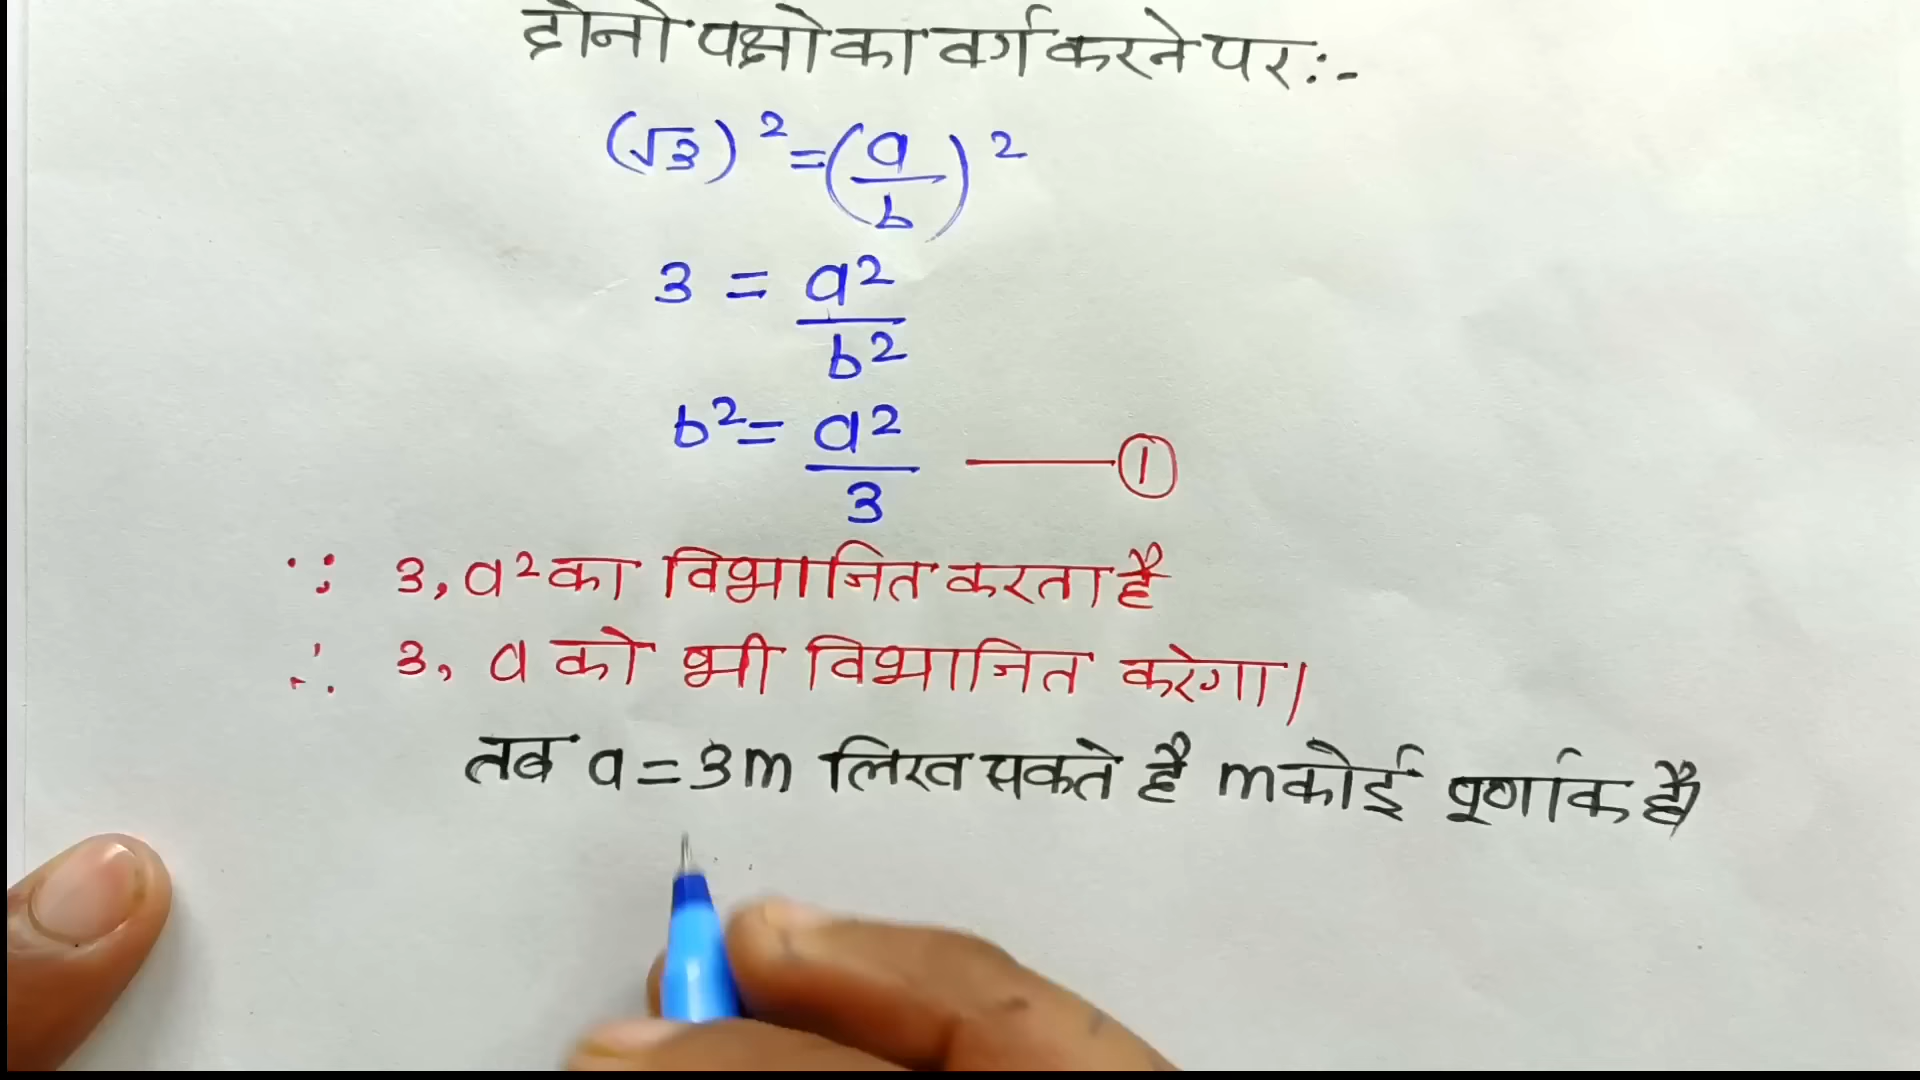 दोनो पक्षो का वर्ग करने पर:-
(√3)² = (a/b)²
3 = a²/b²
b² = a²/3 —— ①
∵ 3, a² का विभाजित करता है
∴ 3, a को भी विभाजित करेगा।
तब a = 3m लिख सकते है m कोई पूर्णाक है।